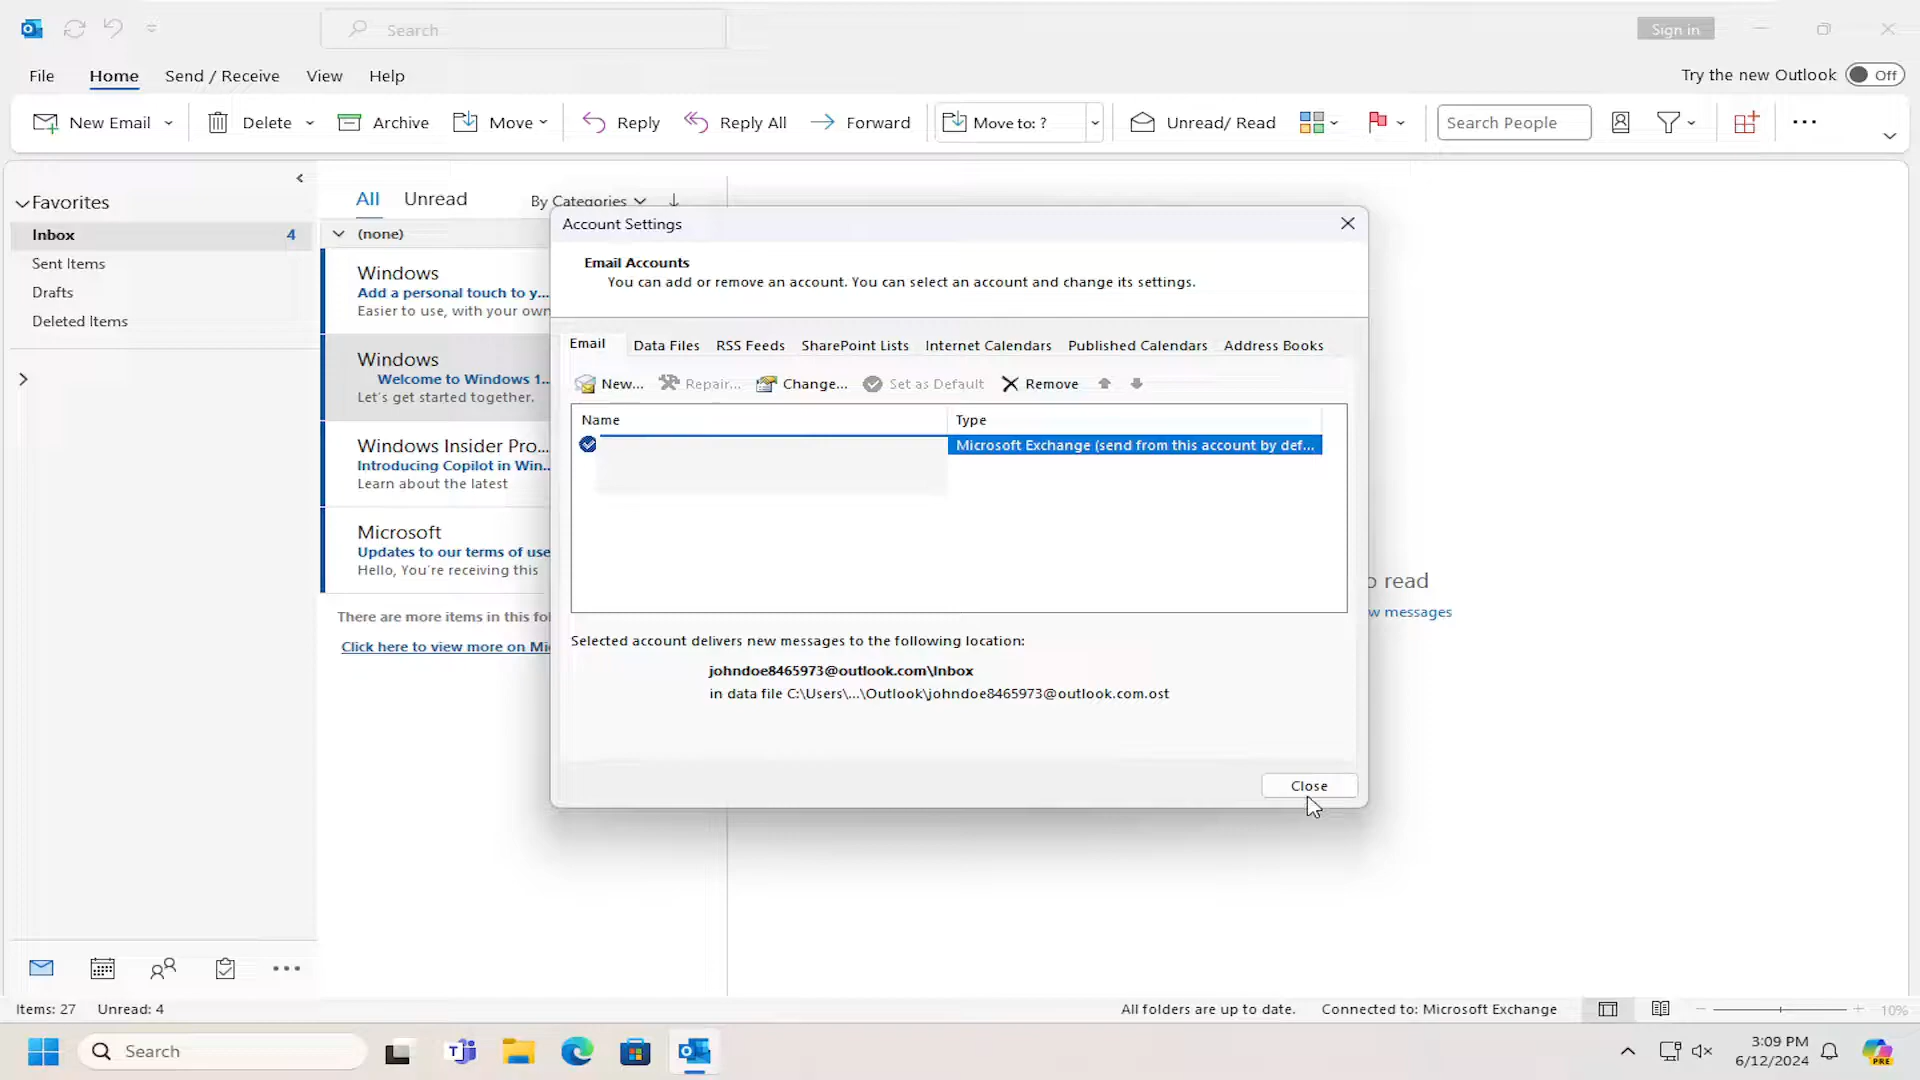 Search
Sign in
File Home Send / Receive View Help
Try the new Outlook Off
New Email Delete Archive Move Reply Reply All Forward Move to: ? Unread/ Read Search People
Favorites
Inbox 4
Sent Items
Drafts
Deleted Items
All Unread By Categories
(none)
Windows
Add a personal touch to y...
Easier to use, with your own
Windows
Welcome to Windows 1...
Let's get started together.
Windows Insider Pro...
Introducing Copilot in Win...
Learn about the latest
Microsoft
Updates to our terms of use
Hello, You're receiving this
There are more items in this fol
Click here to view more on Mi
Account Settings
Email Accounts
You can add or remove an account. You can select an account and change its settings.
Email Data Files RSS Feeds SharePoint Lists Internet Calendars Published Calendars Address Books
New... Repair... Change... Set as Default Remove
Name Type
Microsoft Exchange (send from this account by def...
Selected account delivers new messages to the following location:
johndoe8465973@outlook.com\Inbox
in data file C:\Users\...\Outlook\johndoe8465973@outlook.com.ost
Close
o read
w messages
Items: 27 Unread: 4
All folders are up to date. Connected to: Microsoft Exchange 10%
Search
3:09 PM
6/12/2024
PRE